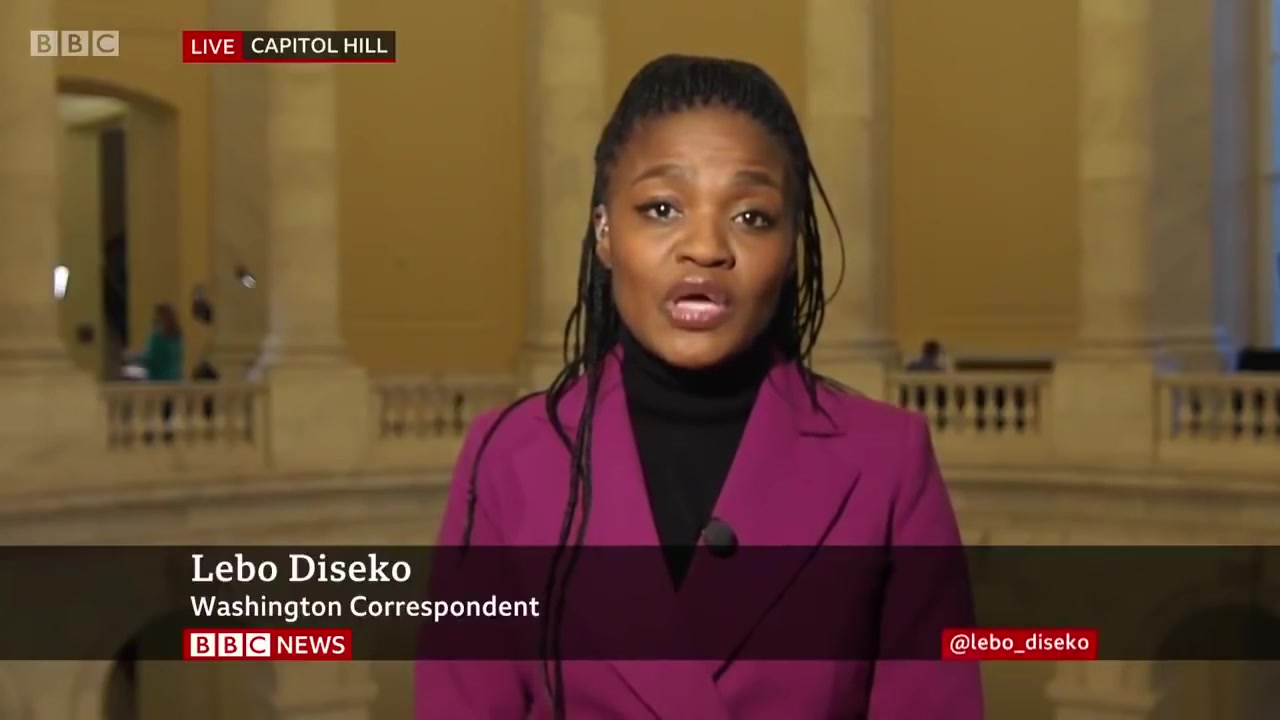 BBC
LIVE CAPITOL HILL
Lebo Diseko
Washington Correspondent
BBC NEWS
@lebo_diseko